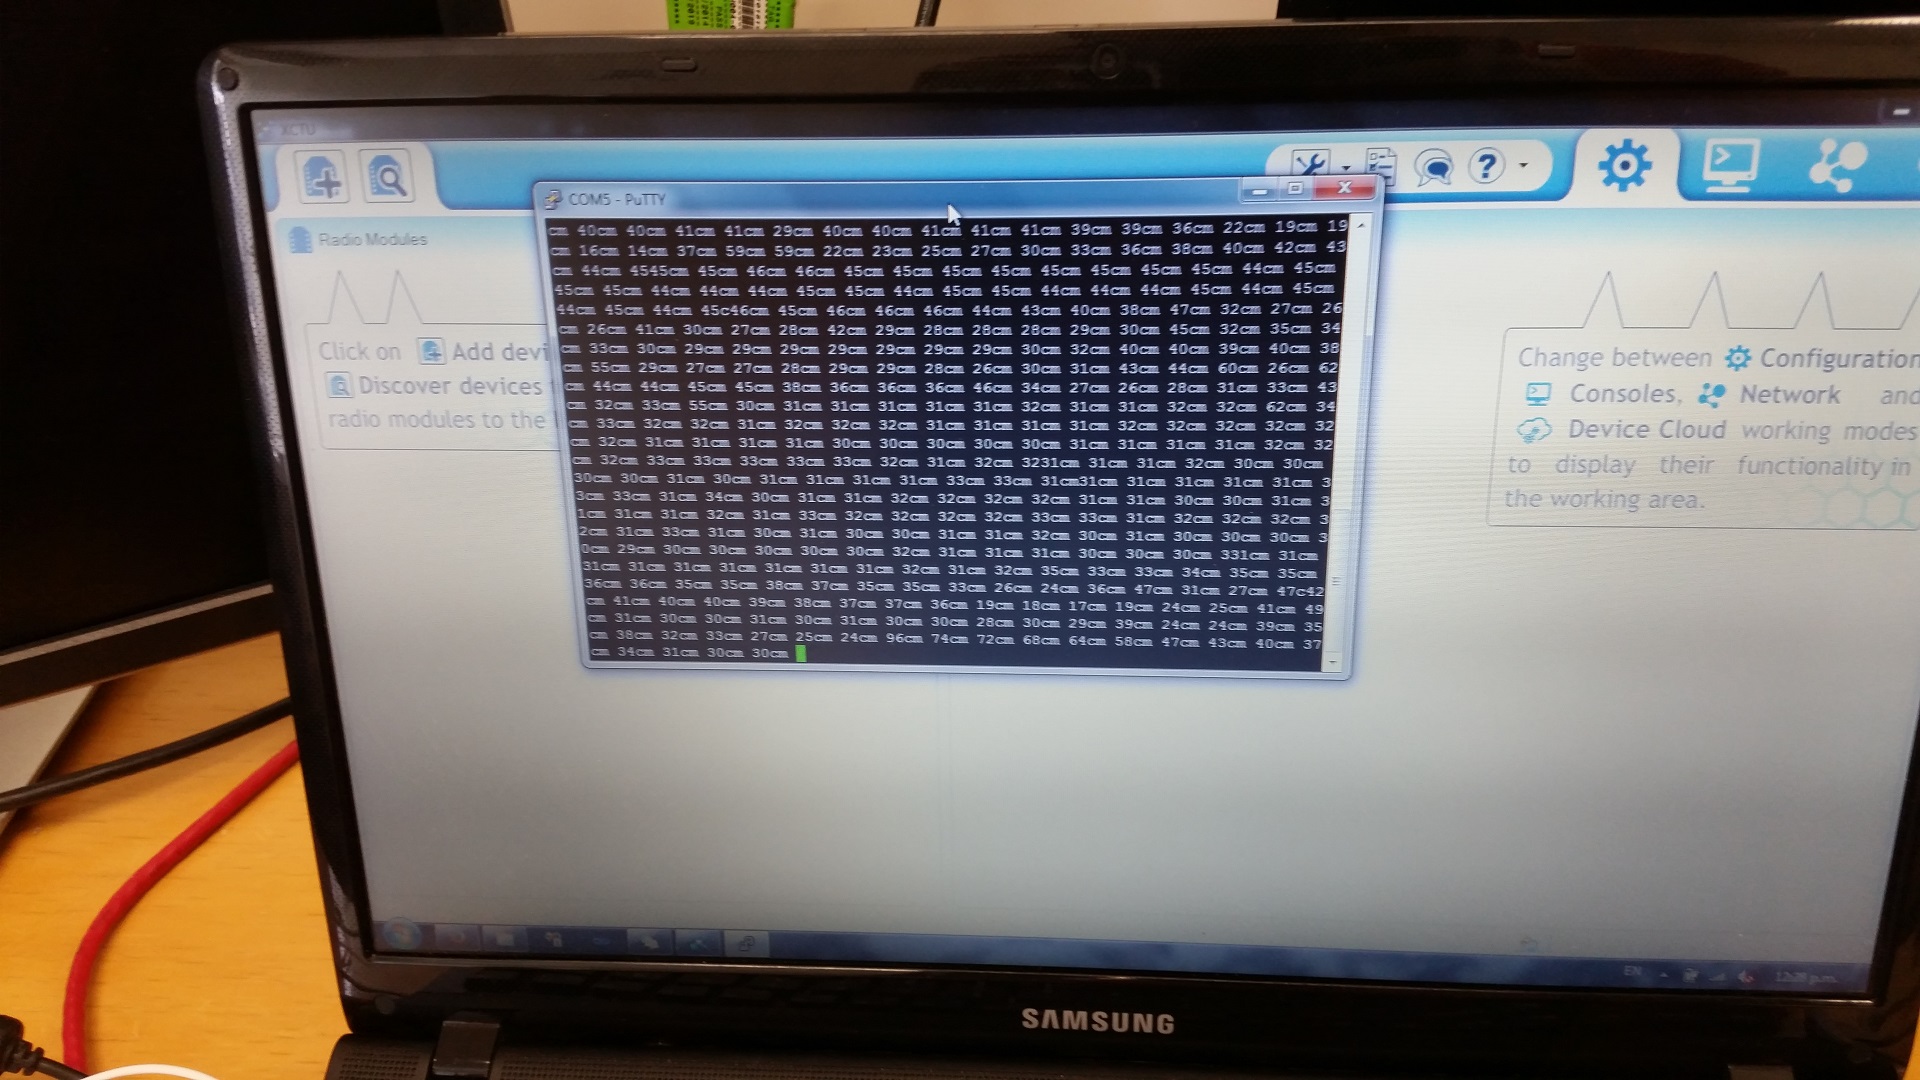 XCTU
COM5 - PuTTY
Radio Modules
Click on Add devi
Discover devices
radio modules to the
cm 40cm 40cm 41cm 41cm 29cm 40cm 40cm 41cm 41cm 41cm 39cm 39cm 36cm 22cm 19cm 19
cm 16cm 14cm 37cm 59cm 59cm 22cm 23cm 25cm 27cm 30cm 33cm 36cm 38cm 40cm 42cm 43
cm 44cm 4545cm 45cm 46cm 46cm 45cm 45cm 45cm 45cm 45cm 45cm 45cm 45cm 44cm 45cm
45cm 45cm 44cm 44cm 44cm 45cm 45cm 44cm 45cm 45cm 44cm 44cm 44cm 45cm 44cm 45cm
44cm 45cm 44cm 45c46cm 45cm 46cm 46cm 46cm 44cm 43cm 40cm 38cm 47cm 32cm 27cm 26
cm 26cm 41cm 30cm 27cm 28cm 42cm 29cm 28cm 28cm 28cm 29cm 30cm 45cm 32cm 35cm 34
cm 33cm 30cm 29cm 29cm 29cm 29cm 29cm 29cm 29cm 30cm 32cm 40cm 40cm 39cm 40cm 38
cm 55cm 29cm 27cm 27cm 28cm 29cm 29cm 28cm 26cm 30cm 31cm 43cm 44cm 60cm 26cm 62
cm 44cm 44cm 45cm 45cm 38cm 36cm 36cm 36cm 46cm 34cm 27cm 26cm 28cm 31cm 33cm 43
cm 32cm 33cm 55cm 30cm 31cm 31cm 31cm 31cm 31cm 32cm 31cm 31cm 32cm 32cm 62cm 34
cm 33cm 32cm 32cm 31cm 32cm 32cm 32cm 31cm 31cm 31cm 31cm 32cm 32cm 32cm 32cm 32
cm 32cm 31cm 31cm 31cm 31cm 30cm 30cm 30cm 30cm 30cm 31cm 31cm 31cm 31cm 32cm 32
cm 32cm 33cm 33cm 33cm 33cm 33cm 32cm 31cm 32cm 3231cm 31cm 31cm 32cm 30cm 30cm
30cm 30cm 31cm 30cm 31cm 31cm 31cm 31cm 33cm 33cm 31cm31cm 31cm 31cm 31cm 31cm 3
3cm 33cm 31cm 34cm 30cm 31cm 31cm 32cm 32cm 32cm 32cm 31cm 31cm 30cm 30cm 31cm 3
1cm 31cm 31cm 32cm 31cm 33cm 32cm 32cm 32cm 32cm 33cm 33cm 31cm 32cm 32cm 32cm 3
2cm 31cm 33cm 31cm 30cm 31cm 30cm 30cm 31cm 31cm 32cm 30cm 31cm 30cm 30cm 30cm 3
0cm 29cm 30cm 30cm 30cm 30cm 30cm 32cm 31cm 31cm 31cm 30cm 30cm 30cm 331cm 31cm
31cm 31cm 31cm 31cm 31cm 31cm 31cm 32cm 31cm 32cm 35cm 33cm 33cm 34cm 35cm 35cm
36cm 36cm 35cm 35cm 38cm 37cm 35cm 35cm 33cm 26cm 24cm 36cm 47cm 31cm 27cm 47c42
cm 41cm 40cm 40cm 39cm 38cm 37cm 37cm 36cm 19cm 18cm 17cm 19cm 24cm 25cm 41cm 49
cm 31cm 30cm 30cm 31cm 30cm 31cm 30cm 30cm 28cm 30cm 29cm 39cm 24cm 24cm 39cm 35
cm 38cm 32cm 33cm 27cm 25cm 24cm 96cm 74cm 72cm 68cm 64cm 58cm 47cm 43cm 40cm 37
cm 34cm 31cm 30cm 30cm
Change between Configuration
Consoles, Network and
Device Cloud working modes
to display their functionality in
the working area.
EN
SAMSUNG